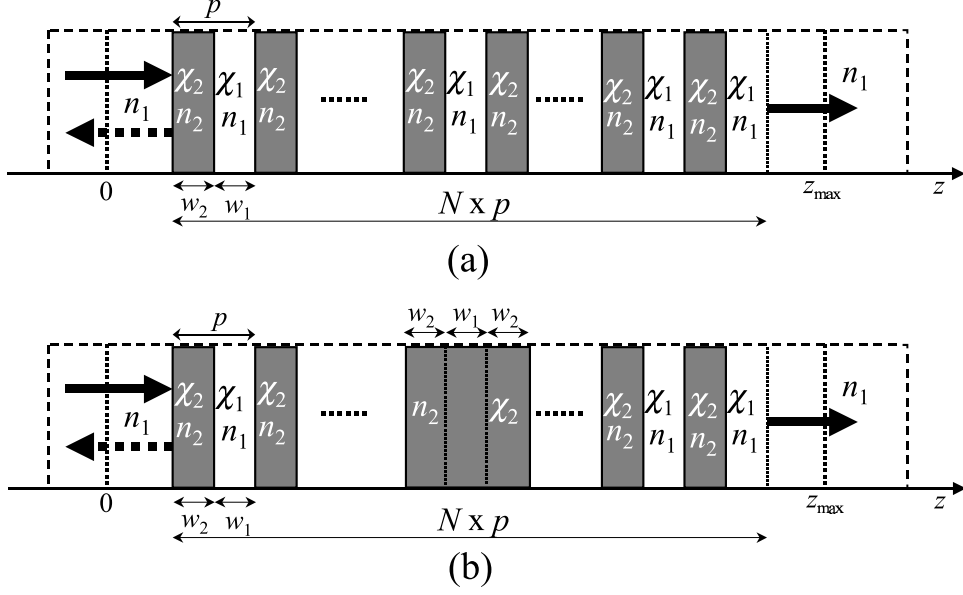 p
χ2 χ1 χ2 χ2 χ1 χ2 χ2 χ1 χ2 χ1 n1
n1 n2 n1 n2 ...... n2 n1 n2 ...... n2 n1 n2 n1
0 zmax z
w2 w1
N x p
(a)
w2 w1 w2
p
χ2 χ1 χ2 χ2 χ1 χ2 χ1 n1
n1 n2 n1 n2 ...... n2 χ2 ...... n2 n1 n2 n1
0 zmax z
w2 w1
N x p
(b)